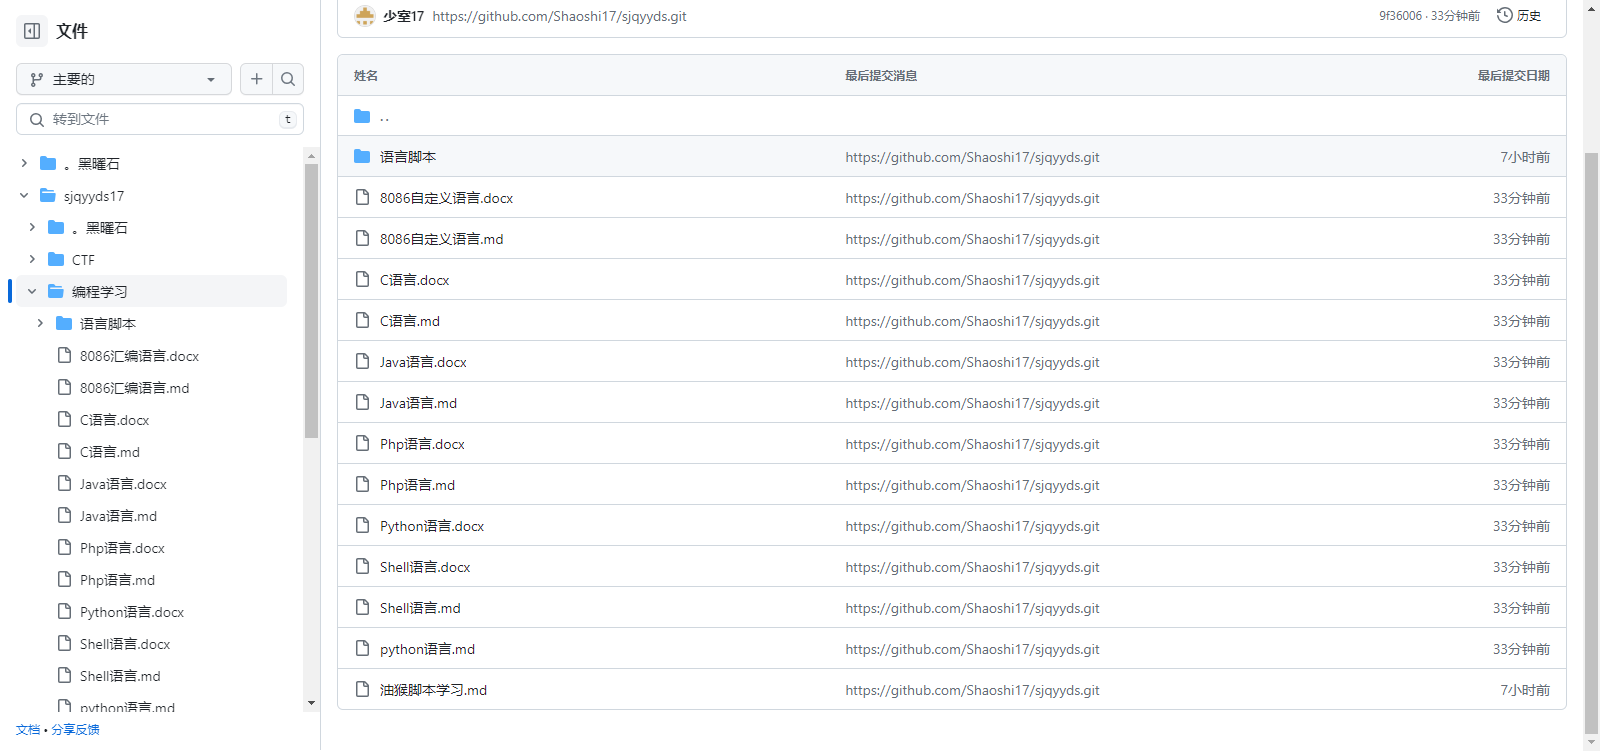 文件
主要的
转到文件
t
。黑曜石
sjqyyds17
。黑曜石
CTF
编程学习
语言脚本
8086汇编语言.docx
8086汇编语言.md
C语言.docx
C语言.md
Java语言.docx
Java语言.md
Php语言.docx
Php语言.md
Python语言.docx
Shell语言.docx
Shell语言.md
python语言.md
文档 • 分享反馈
少室17 https://github.com/Shaoshi17/sjqyyds.git 9f36006 · 33分钟前 历史
姓名 最后提交消息 最后提交日期
..
语言脚本 https://github.com/Shaoshi17/sjqyyds.git 7小时前
8086自定义语言.docx https://github.com/Shaoshi17/sjqyyds.git 33分钟前
8086自定义语言.md https://github.com/Shaoshi17/sjqyyds.git 33分钟前
C语言.docx https://github.com/Shaoshi17/sjqyyds.git 33分钟前
C语言.md https://github.com/Shaoshi17/sjqyyds.git 33分钟前
Java语言.docx https://github.com/Shaoshi17/sjqyyds.git 33分钟前
Java语言.md https://github.com/Shaoshi17/sjqyyds.git 33分钟前
Php语言.docx https://github.com/Shaoshi17/sjqyyds.git 33分钟前
Php语言.md https://github.com/Shaoshi17/sjqyyds.git 33分钟前
Python语言.docx https://github.com/Shaoshi17/sjqyyds.git 33分钟前
Shell语言.docx https://github.com/Shaoshi17/sjqyyds.git 33分钟前
Shell语言.md https://github.com/Shaoshi17/sjqyyds.git 33分钟前
python语言.md https://github.com/Shaoshi17/sjqyyds.git 33分钟前
油猴脚本学习.md https://github.com/Shaoshi17/sjqyyds.git 7小时前